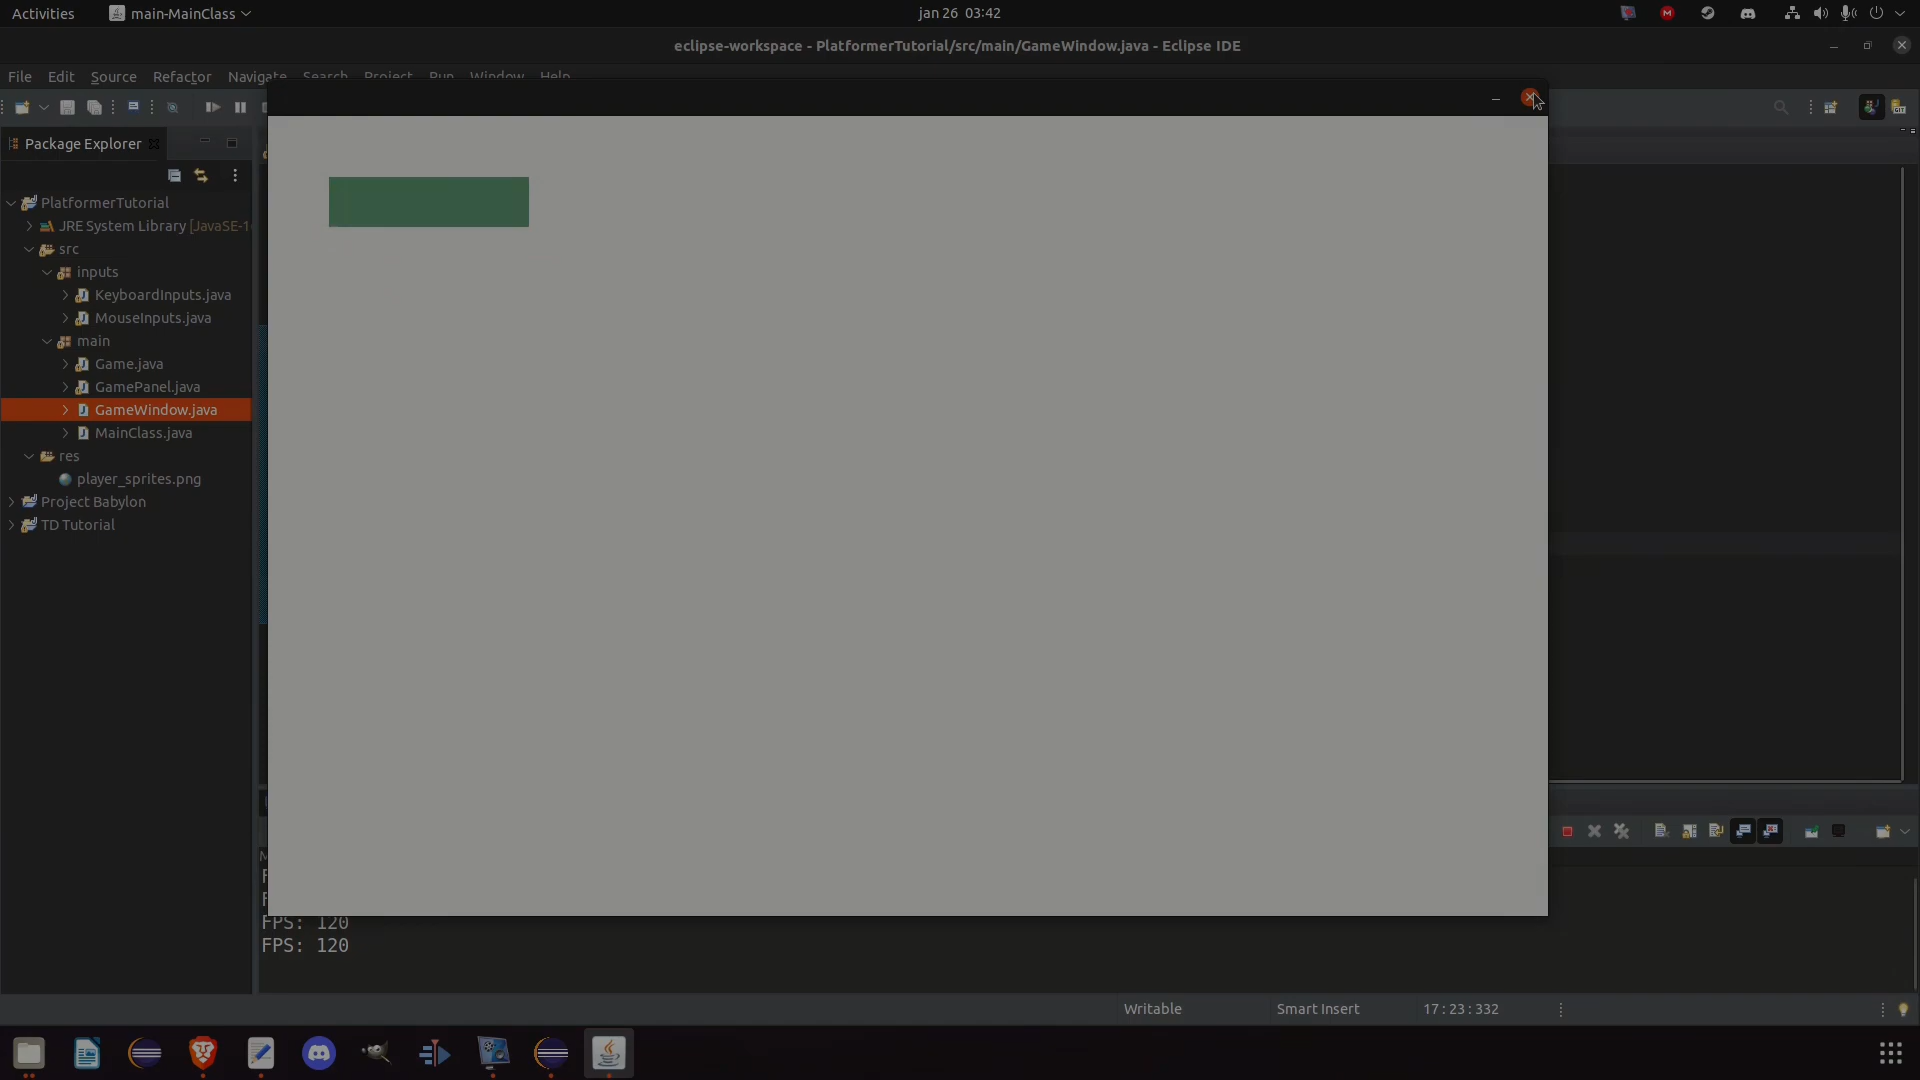 Activities
main-MainClass
jan 26 03:42
eclipse-workspace - PlatformerTutorial/src/main/GameWindow.java - Eclipse IDE
File Edit Source Refactor Navigate Search Project Run Window Help
Package Explorer
PlatformerTutorial
JRE System Library
src
inputs
KeyboardInputs.java
MouseInputs.java
main
Game.java
GamePanel.java
GameWindow.java
MainClass.java
res
player_sprites.png
Project Babylon
TD Tutorial
FPS: 120
FPS: 120
Writable
Smart Insert
17 : 23 : 332